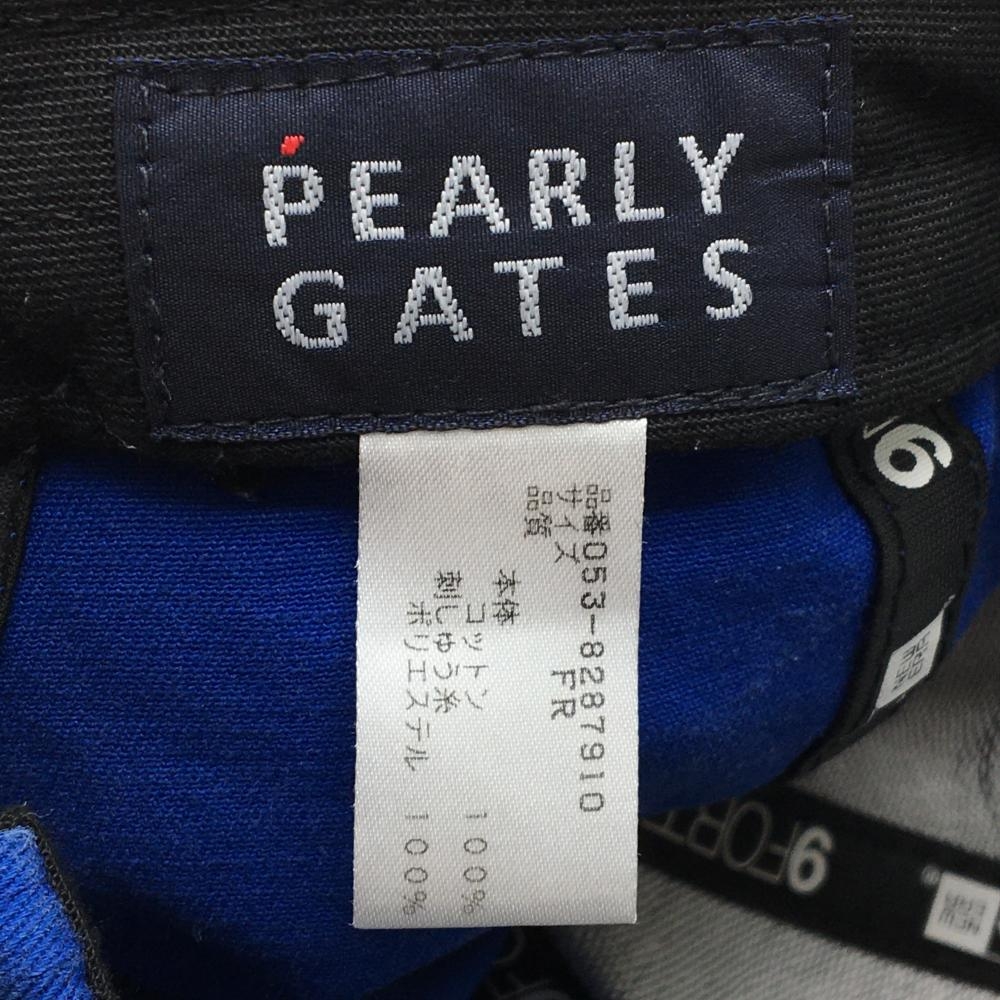 PEARLY
GATES
品番053-8287910
サイズ FR
品質
本体
コットン 100%
刺しゅう糸
ポリエステル 100%
9FORT